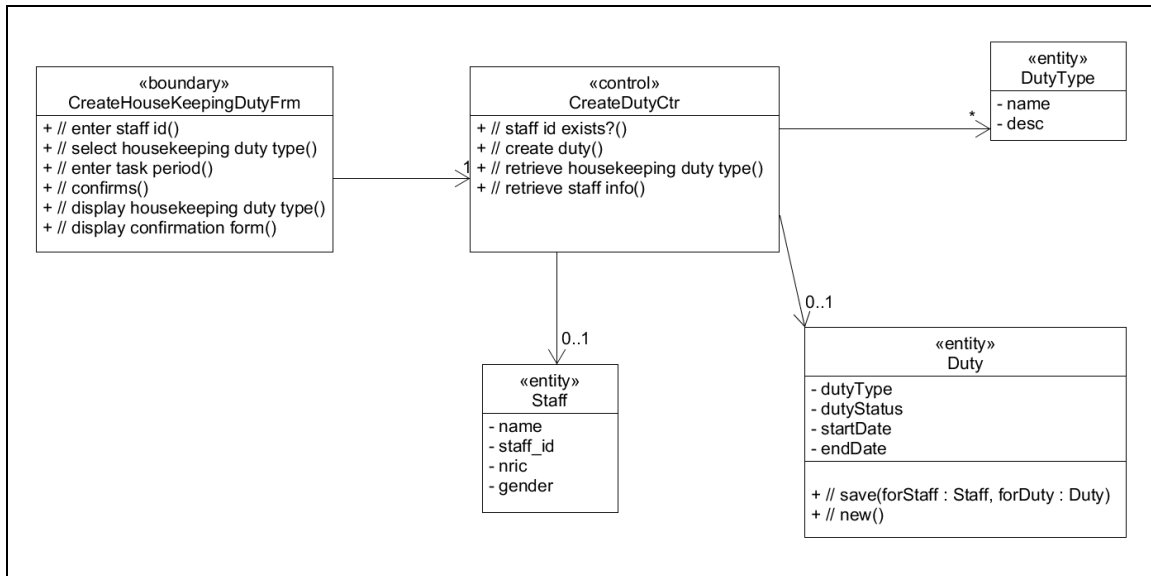 «boundary»
CreateHouseKeepingDutyFrm
+ // enter staff id()
+ // select housekeeping duty type()
+ // enter task period()
+ // confirms()
+ // display housekeeping duty type()
+ // display confirmation form()
1
«control»
CreateDutyCtr
+ // staff id exists?()
+ // create duty()
+ // retrieve housekeeping duty type()
+ // retrieve staff info()
*
«entity»
DutyType
- name
- desc
0..1
«entity»
Staff
- name
- staff_id
- nric
- gender
0..1
«entity»
Duty
- dutyType
- dutyStatus
- startDate
- endDate
+ // save(forStaff : Staff, forDuty : Duty)
+ // new()